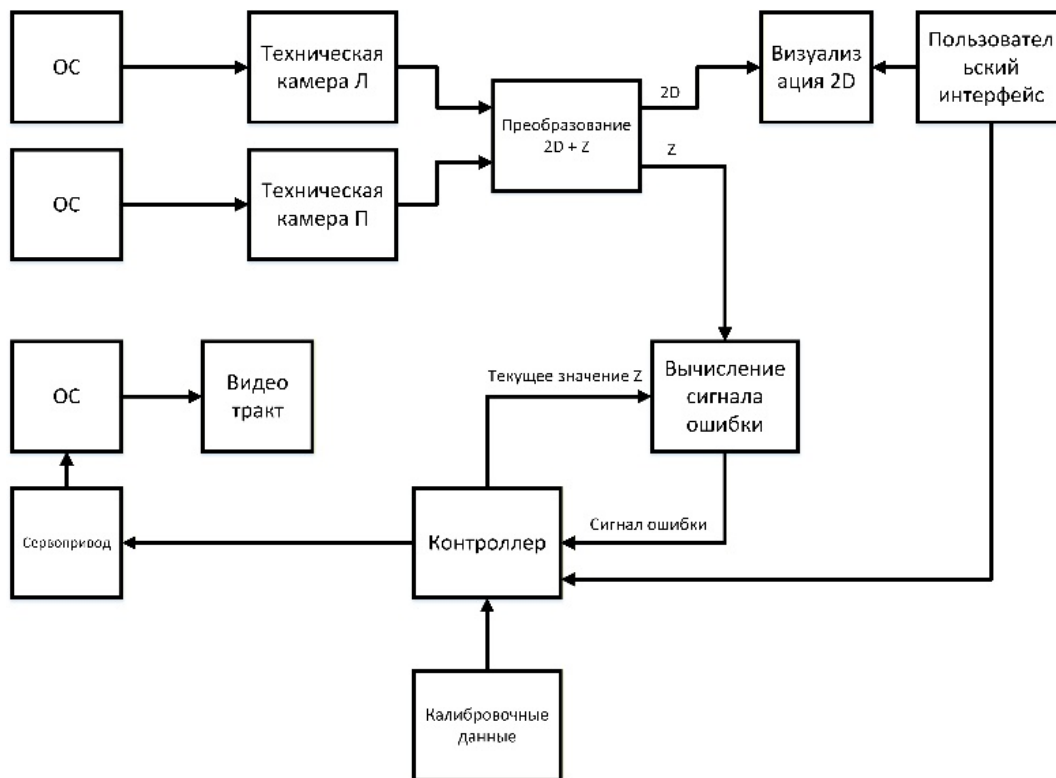 ОС
Техническая
камера Л
Визуализ
ация 2D
Пользовател
ьский
интерфейс
2D
Преобразование
2D + Z
Z
ОС
Техническая
камера П
ОС
Видео
тракт
Текущее значение Z
Вычисление
сигнала
ошибки
Сервопривод
Контроллер
Сигнал ошибки
Калибровочные
данные